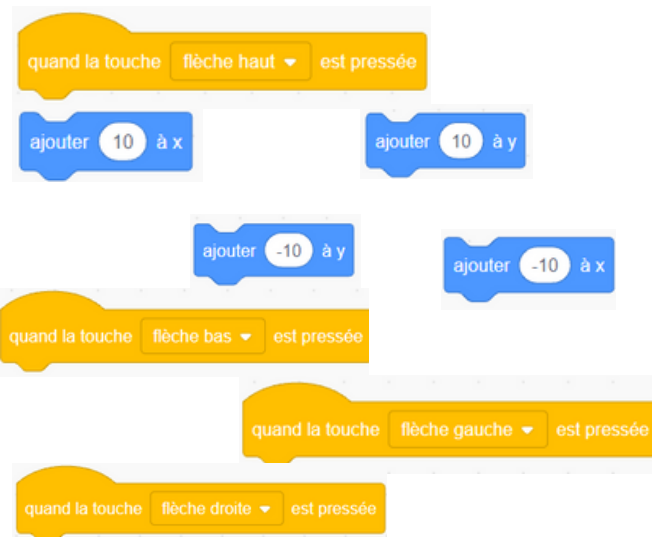 quand la touche flèche haut est pressée
ajouter 10 à x
ajouter 10 à y
ajouter -10 à y
ajouter -10 à x
quand la touche flèche bas est pressée
quand la touche flèche gauche est pressée
quand la touche flèche droite est pressée